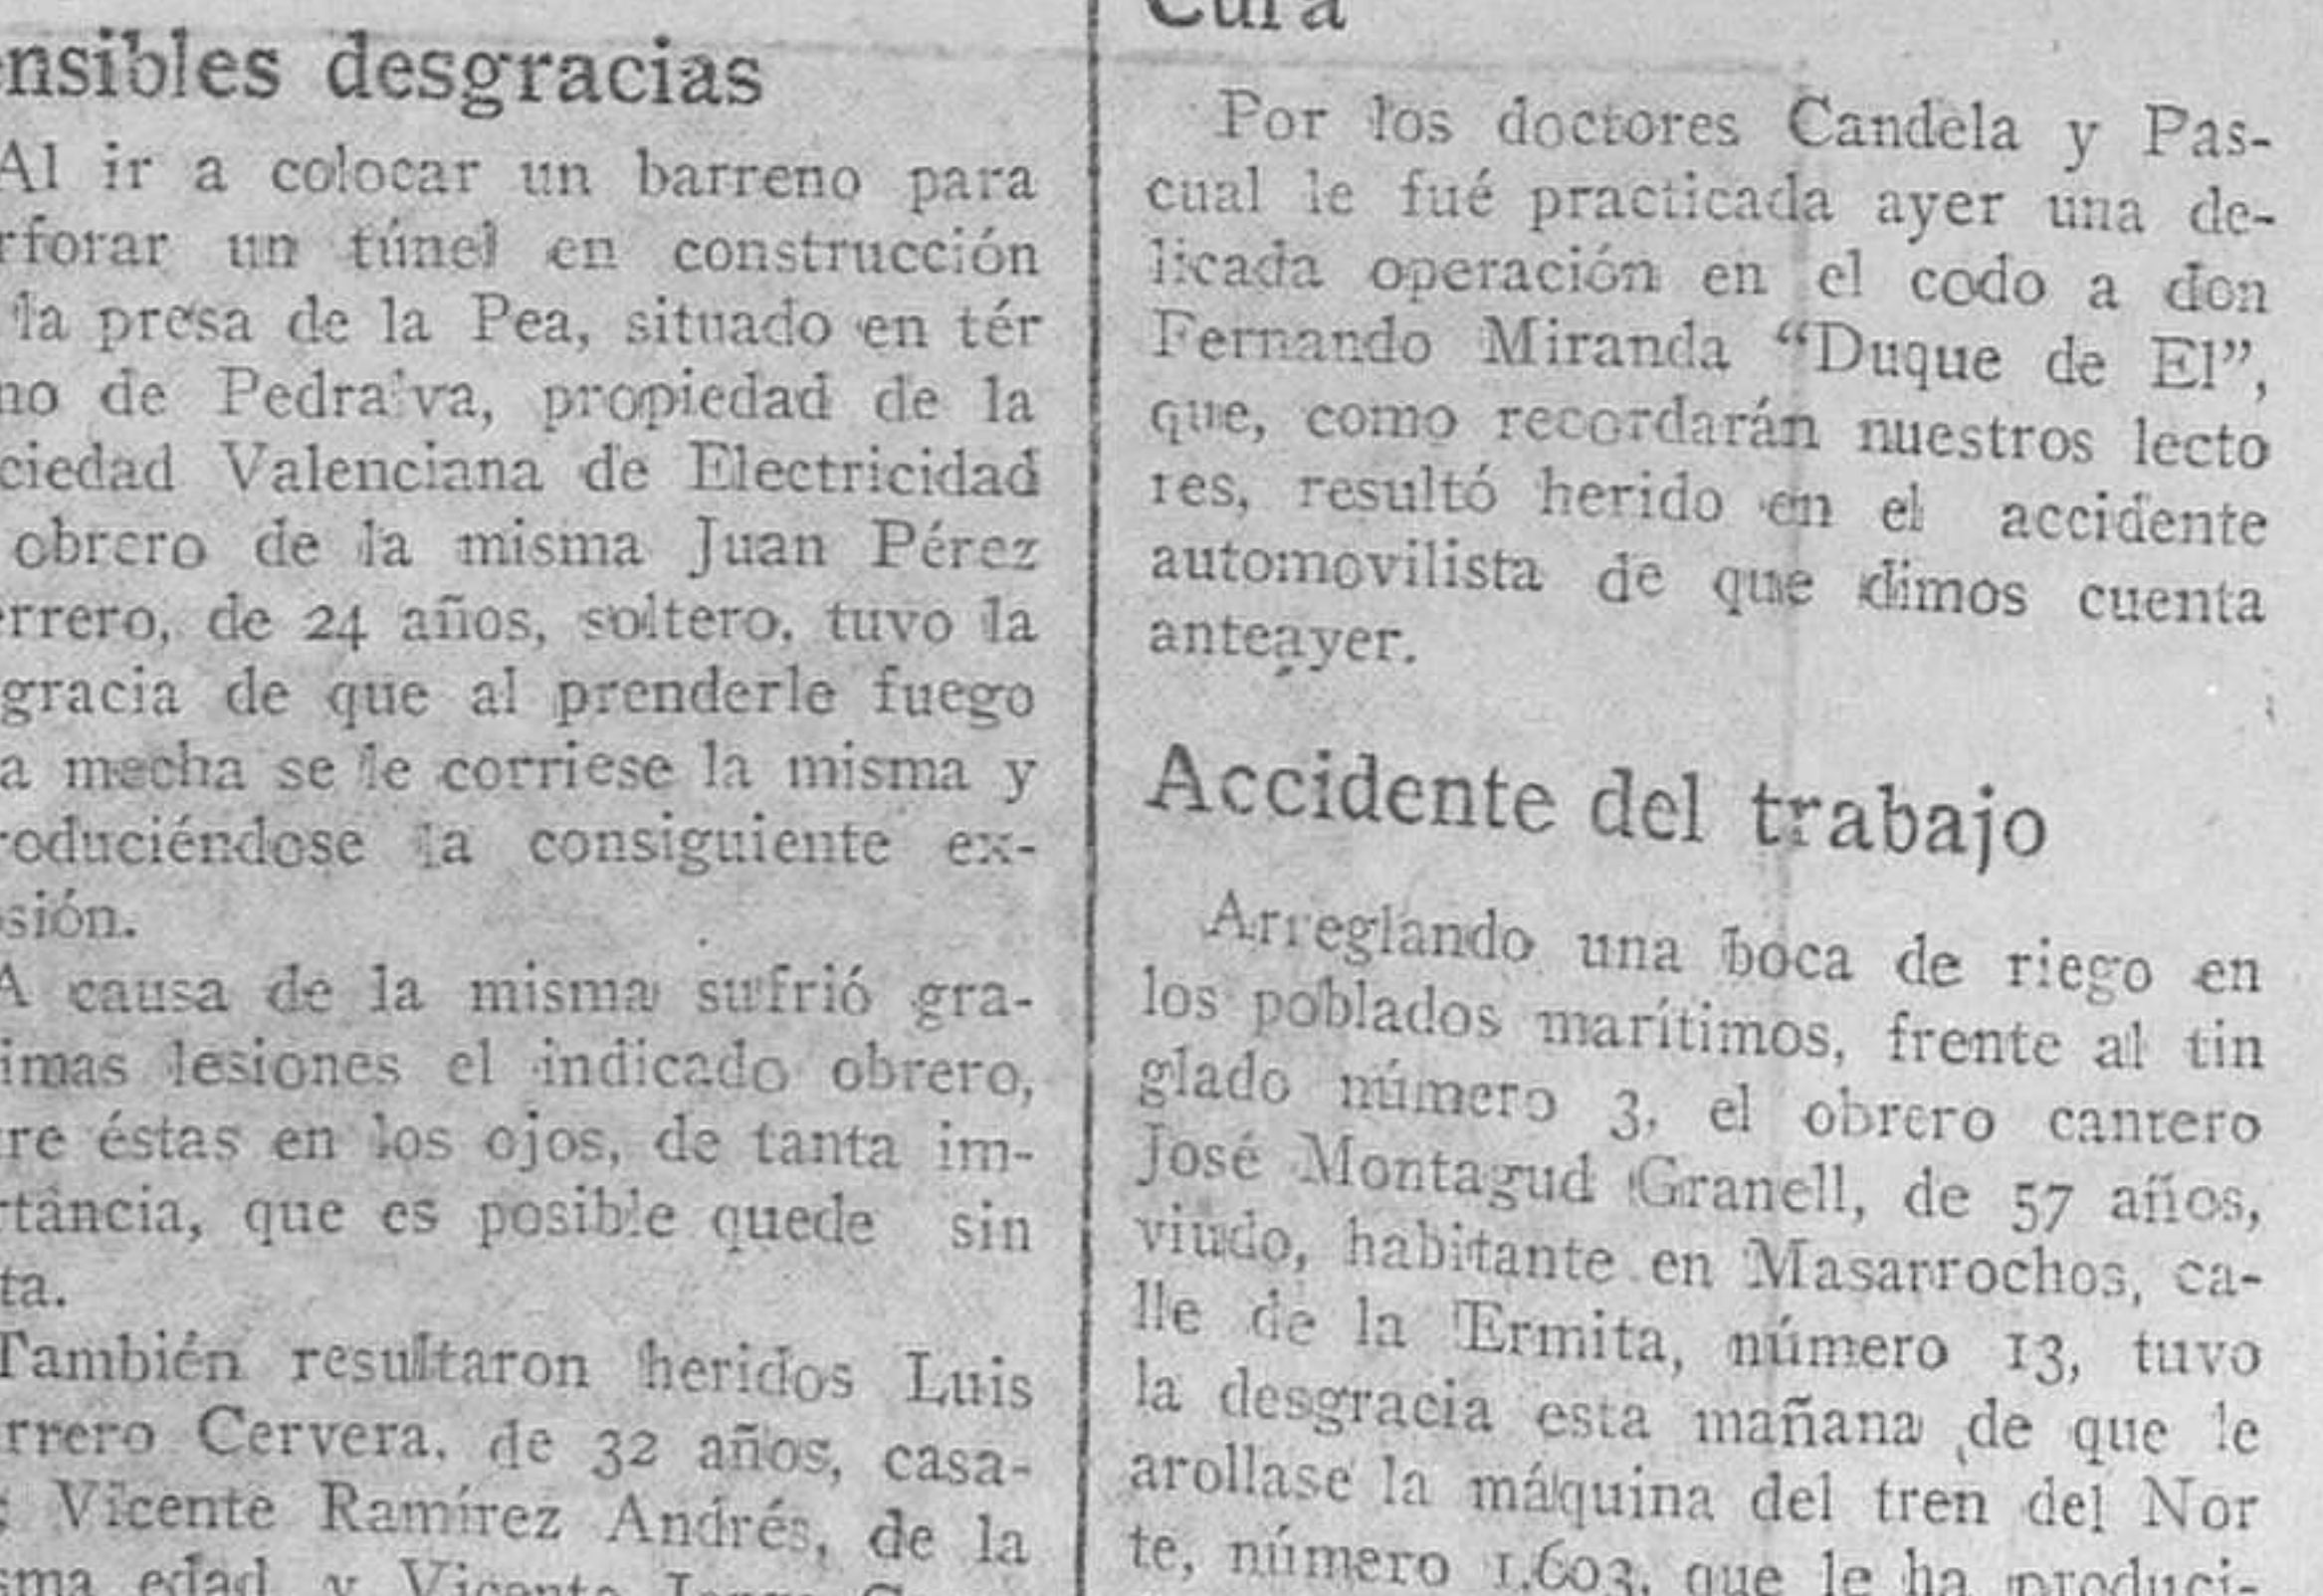 ensibles desgracias
Al ir a colocar un barreno para
rforar un túnel en construcción
la presa de la Pea, situado en tér
no de Pedralva, propiedad de la
ciedad Valenciana de Electricidad
obrero de la misma Juan Pérez
errero, de 24 años, soltero, tuvo la
gracia de que al prenderle fuego
a mecha se le corriese la misma y
roduciéndose la consiguiente ex-
osión.
A causa de la misma sufrió gra-
imas lesiones el indicado obrero,
tre éstas en los ojos, de tanta im-
rtancia, que es posible quede sin
ta.
También resultaron heridos Luis
rrero Cervera, de 32 años, casa-
Vicente Ramírez Andrés, de la
sma edad y Vicente
Cura
Por los doctores Candela y Pas-
cual le fué practicada ayer una de-
licada operación en el codo a don
Fernando Miranda “Duque de El”,
que, como recordarán nuestros lecto
res, resultó herido en el accidente
automovilista de que dimos cuenta
anteayer.
Accidente del trabajo
Arreglando una boca de riego en
los poblados marítimos, frente al tin
glado número 3, el obrero cantero
José Montagud Granell, de 57 años,
viudo, habitante en Masarrochos, ca-
lle de la Ermita, número 13, tuvo
la desgracia esta mañana de que le
arollase la máquina del tren del Nor
te, número 1.603, que le ha produci-